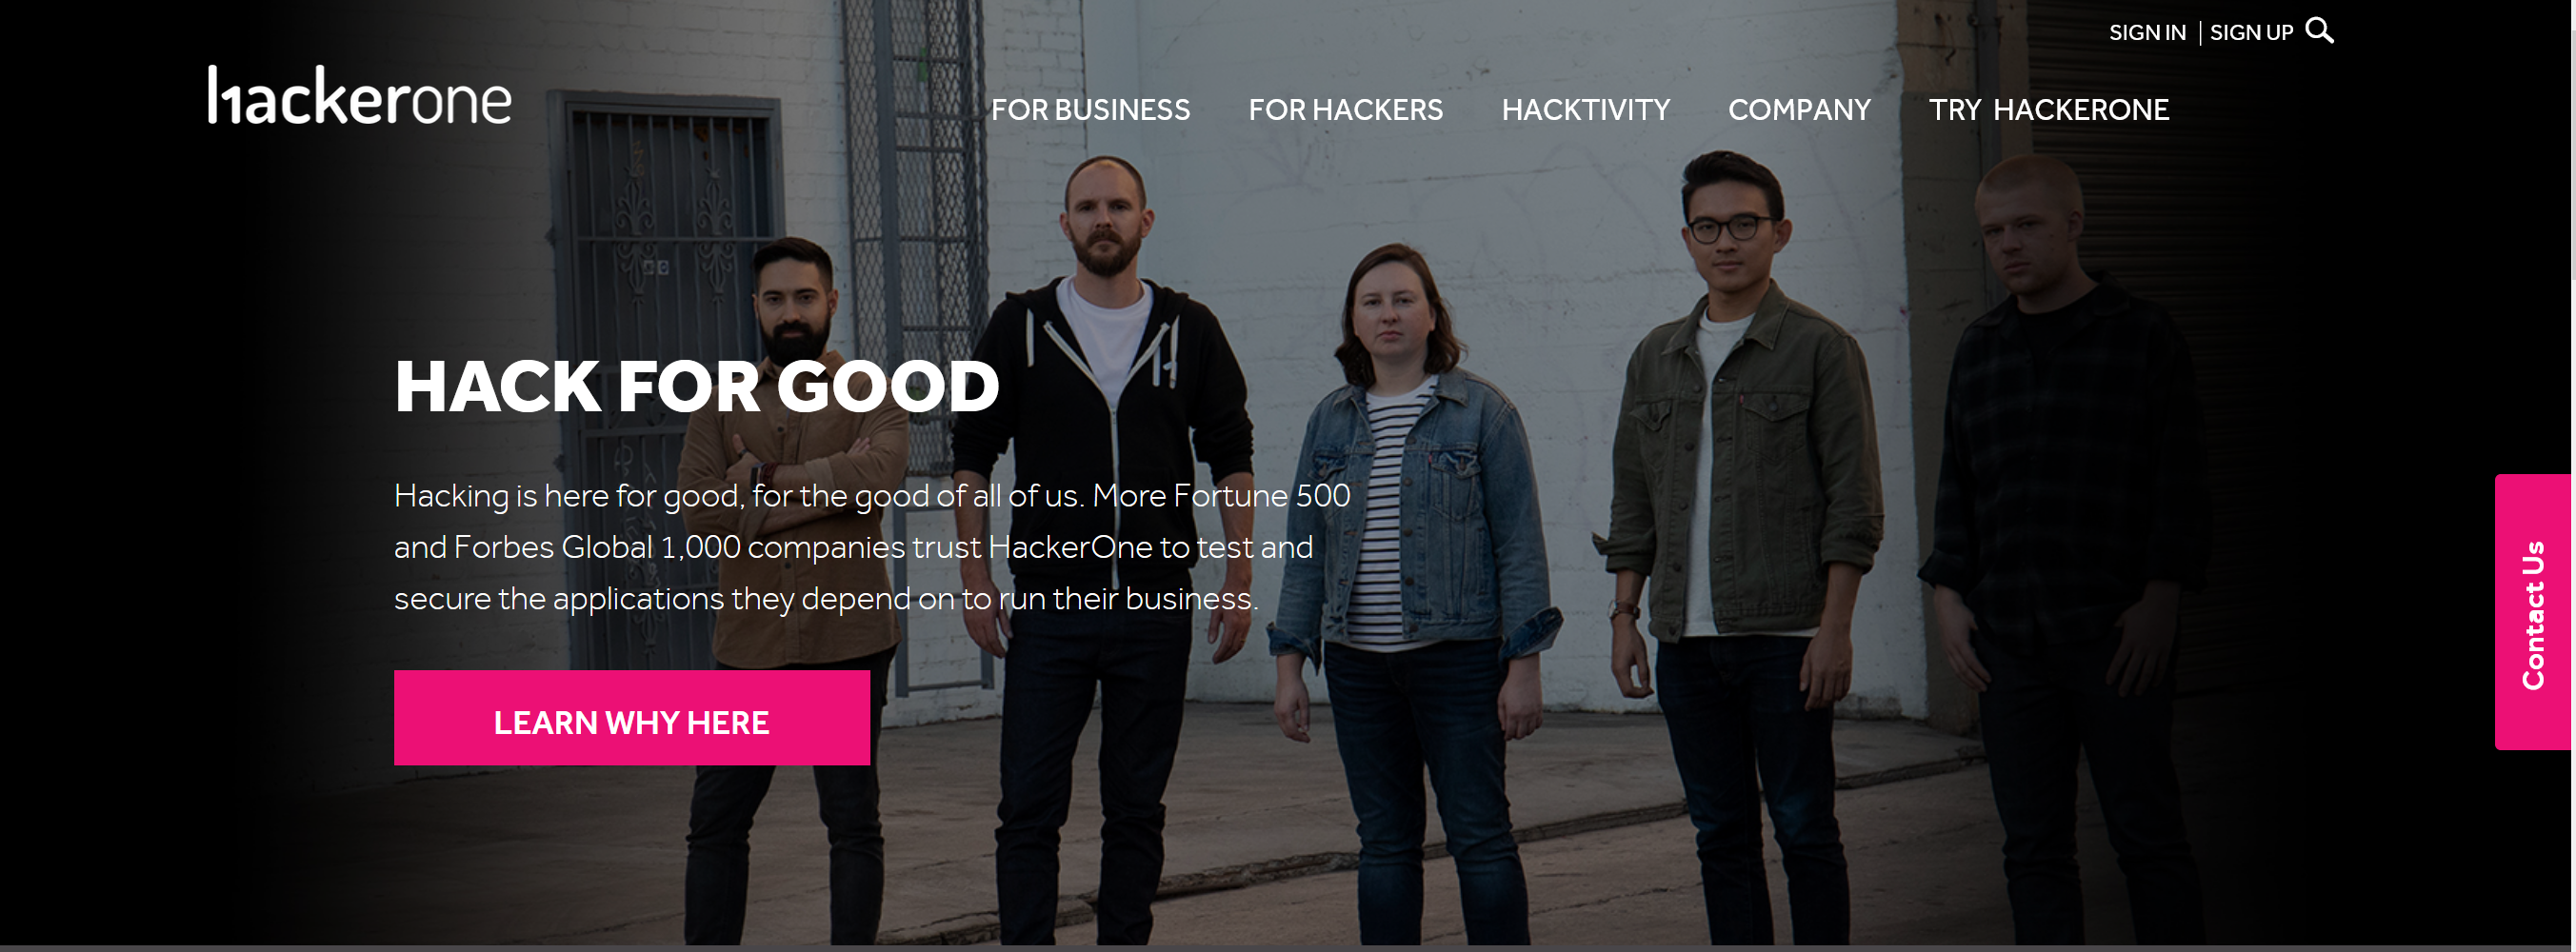 SIGN IN | SIGN UP
hackerone
FOR BUSINESS FOR HACKERS HACKTIVITY COMPANY TRY HACKERONE
HACK FOR GOOD
Hacking is here for good, for the good of all of us. More Fortune 500
and Forbes Global 1,000 companies trust HackerOne to test and
secure the applications they depend on to run their business.
LEARN WHY HERE
Contact Us